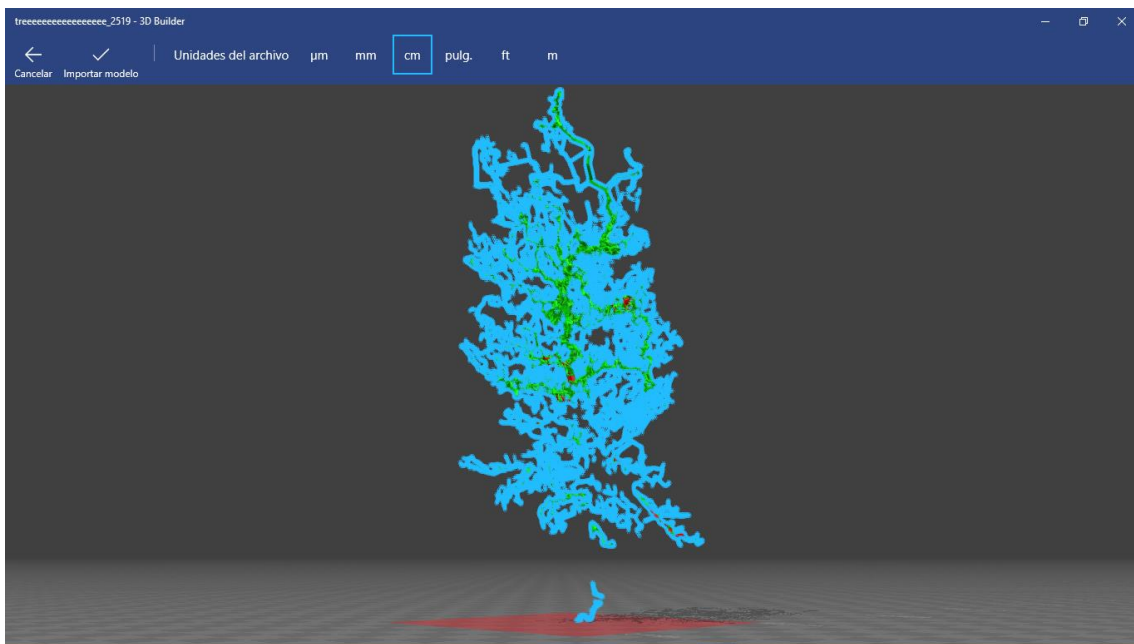 treeeeeeeeeeeeeeeee_2519 - 3D Builder
Unidades del archivo µm mm cm pulg. ft m
Cancelar Importar modelo